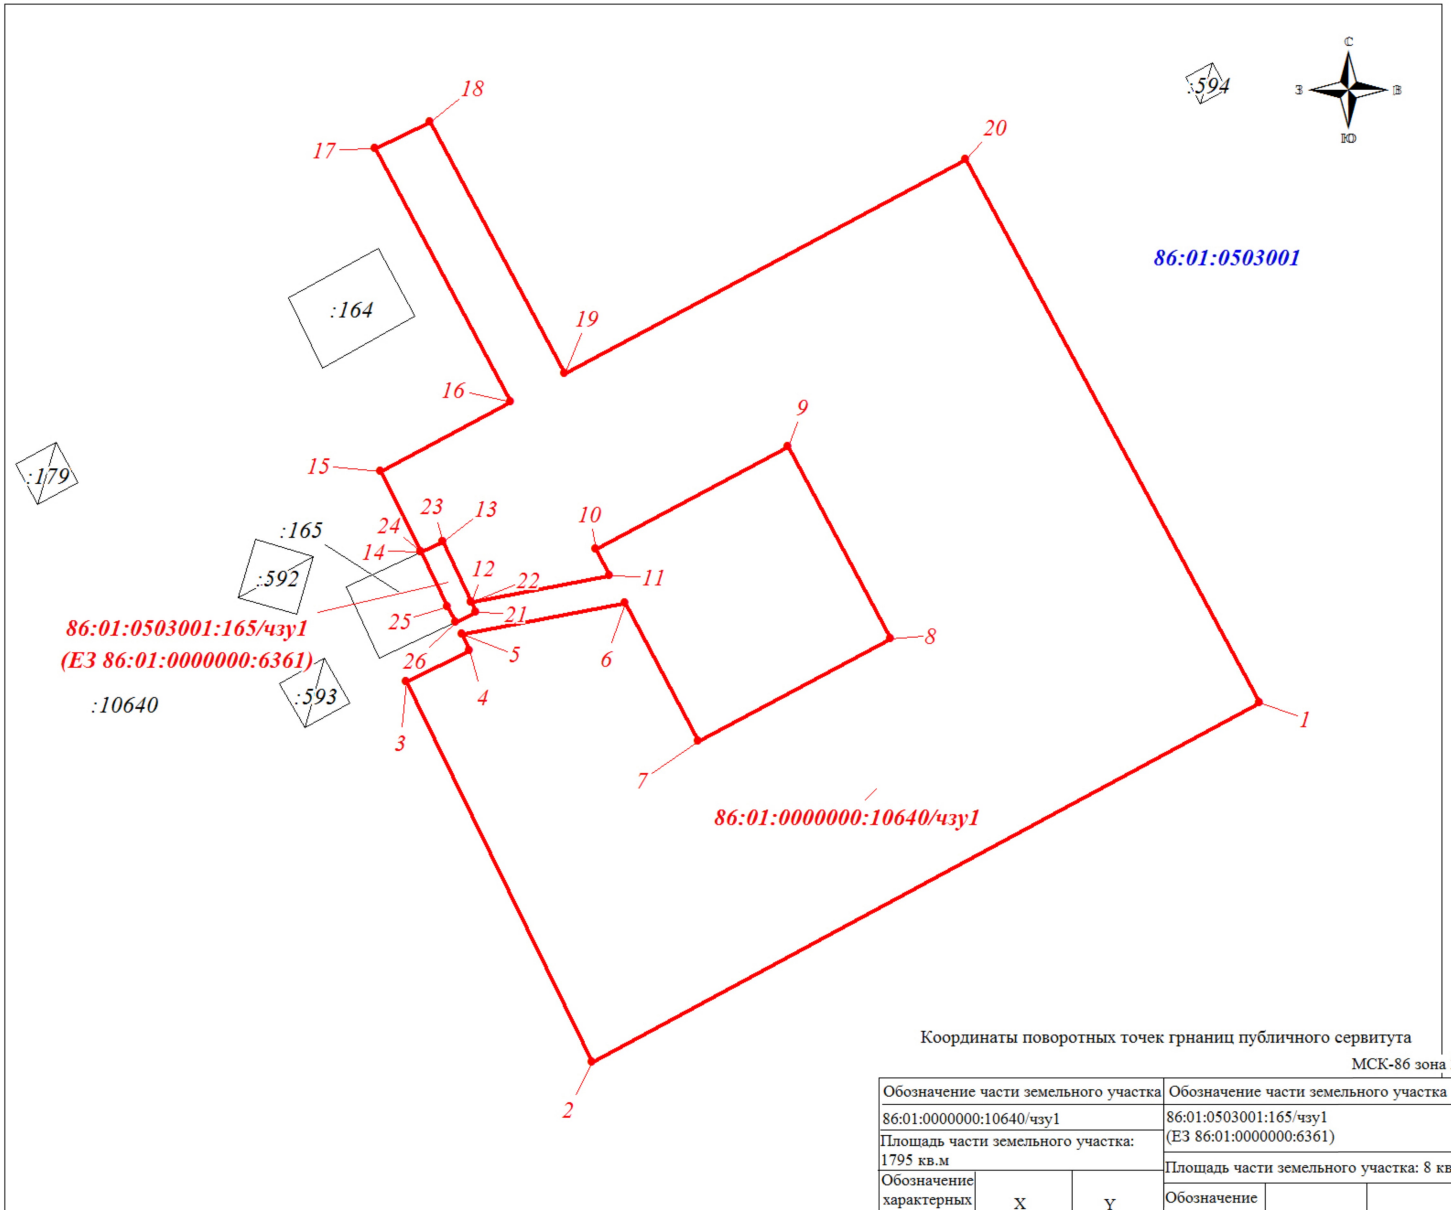 С
З
В
Ю
:594
18
17
20
86:01:0503001
:164
19
16
9
15
:179
23
13
24
:165
14
10
:592
12
22
11
25
21
86:01:0503001:165/чзу1
(ЕЗ 86:01:0000000:6361)
8
5
26
6
:593
4
:10640
3
1
7
86:01:0000000:10640/чзу1
2
Координаты поворотных точек грнаниц публичного сервитута
МСК-86 зона
Обозначение части земельного участка
86:01:0000000:10640/чзу1
Площадь части земельного участка:
1795 кв.м
Обозначение
характерных
X
Y
Обозначение части земельного участка
86:01:0503001:165/чзу1
(ЕЗ 86:01:0000000:6361)
Площадь части земельного участка: 8 кв
Обозначение